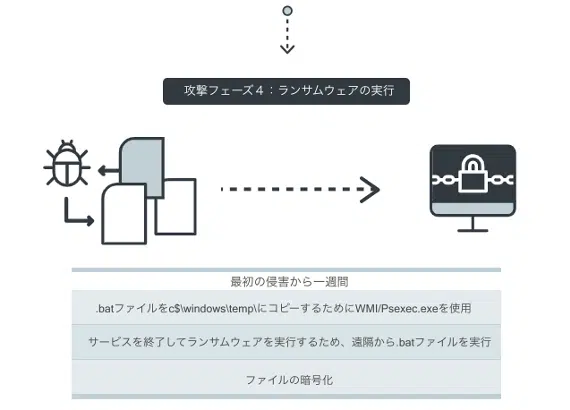 攻撃フェーズ４：ランサムウェアの実行
最初の侵害から一週間
.batファイルをc$\windows\temp\にコピーするためにWMI/Psexec.exeを使用
サービスを終了してランサムウェアを実行するため、遠隔から.batファイルを実行
ファイルの暗号化